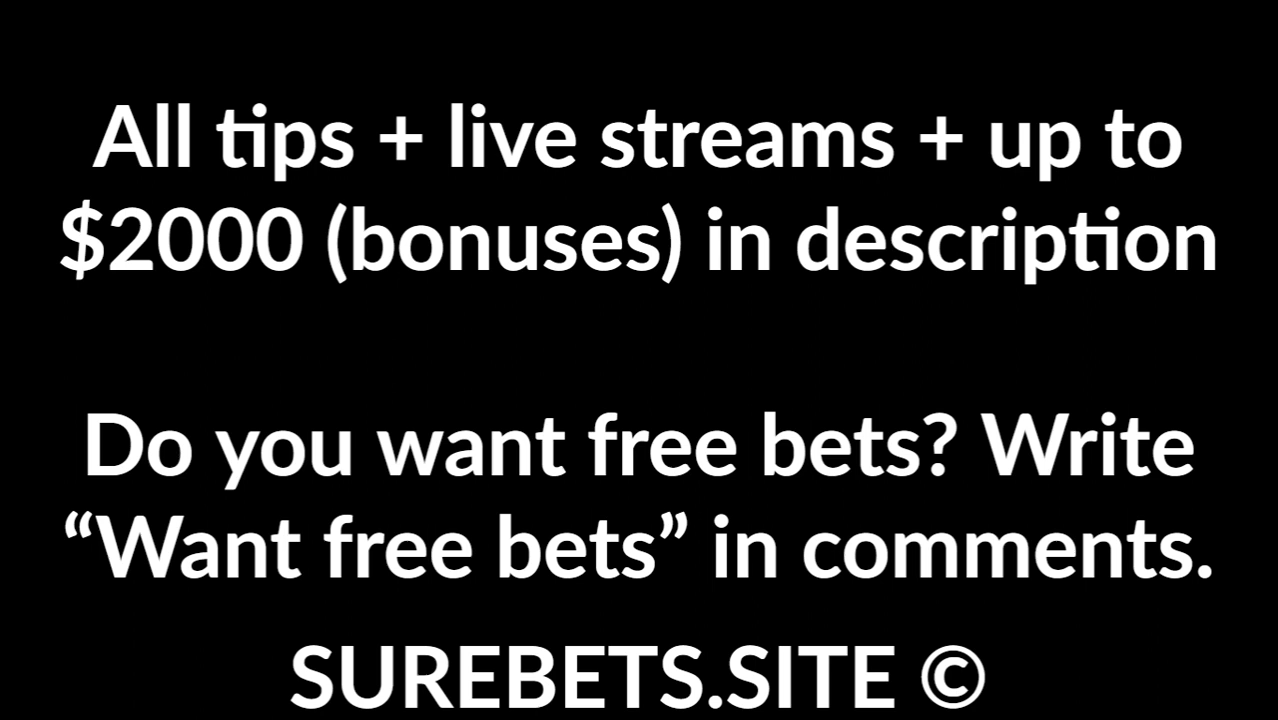 All tips + live streams + up to
$2000 (bonuses) in description
Do you want free bets? Write
“Want free bets” in comments.
SUREBETS.SITE ©